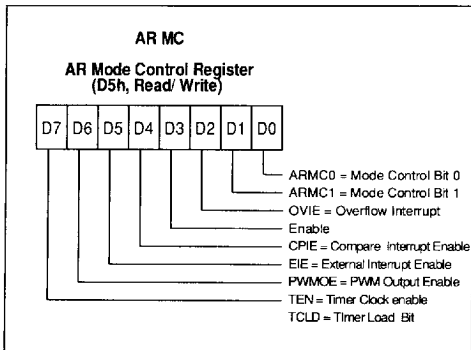 AR MC
AR Mode Control Register
(D5h, Read/ Write)
D7 D6 D5 D4 D3 D2 D1 D0
ARMC0 = Mode Control Bit 0
ARMC1 = Mode Control Bit 1
OVIE = Overflow Interrupt
Enable
CPIE = Compare Interrupt Enable
EIE = External Interrupt Enable
PWMOE = PWM Output Enable
TEN = Timer Clock enable
TCLD = Timer Load Bit